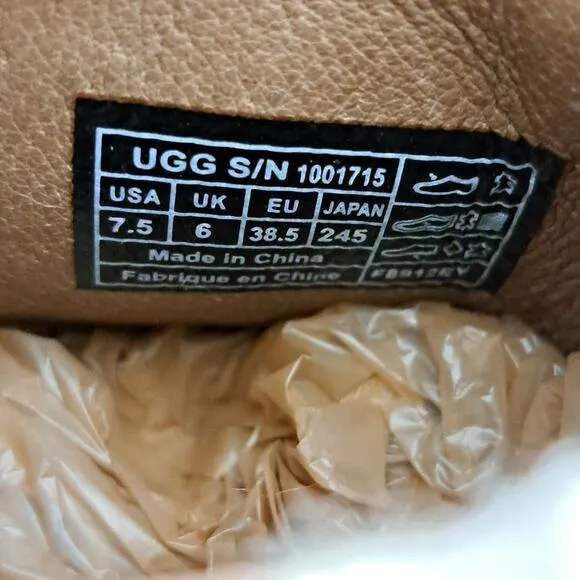 UGG S/N 1001715
USA UK EU JAPAN
7.5 6 38.5 245
Made in China
Fabrique en Chine